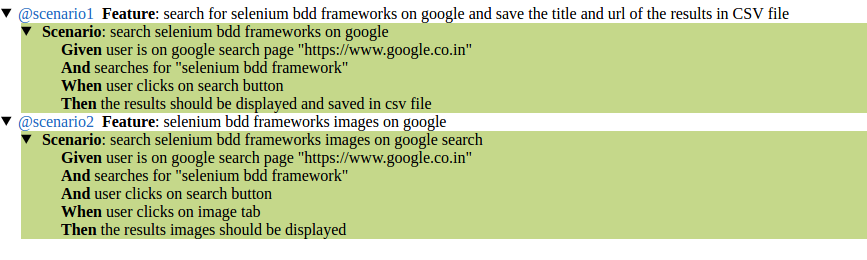 @scenario1 Feature: search for selenium bdd frameworks on google and save the title and url of the results in CSV file
Scenario: search selenium bdd frameworks on google
Given user is on google search page "https://www.google.co.in"
And searches for "selenium bdd framework"
When user clicks on search button
Then the results should be displayed and saved in csv file
@scenario2 Feature: selenium bdd frameworks images on google
Scenario: search selenium bdd frameworks images on google search
Given user is on google search page "https://www.google.co.in"
And searches for "selenium bdd framework"
And user clicks on search button
When user clicks on image tab
Then the results images should be displayed